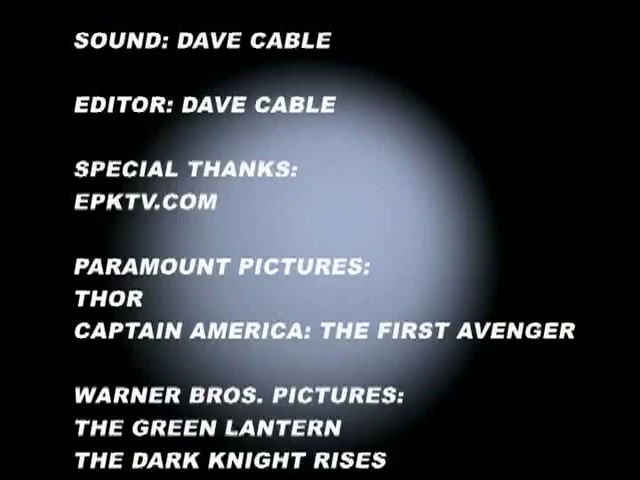 SOUND: DAVE CABLE
EDITOR: DAVE CABLE
SPECIAL THANKS:
EPKTV.COM
PARAMOUNT PICTURES:
THOR
CAPTAIN AMERICA: THE FIRST AVENGER
WARNER BROS. PICTURES:
THE GREEN LANTERN
THE DARK KNIGHT RISES